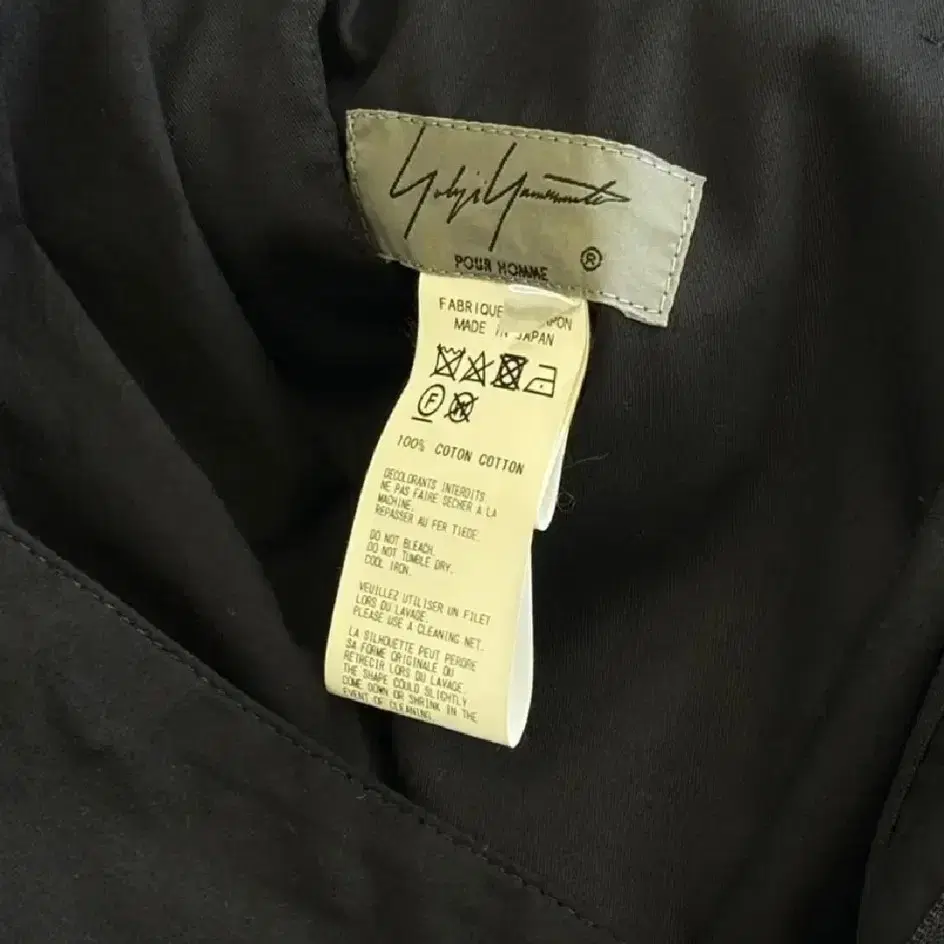 Yohji Yamamoto
POUR HOMME ®
FABRIQUE JAPON
MADE IN JAPAN
F
W
100% COTON COTTON
DECOLORANTS INTERDITS
NE PAS FAIRE SECHER A LA
MACHINE.
REPASSER AU FER TIEDE.
DO NOT BLEACH.
DO NOT TUMBLE DRY.
COOL IRON.
VEUILLEZ UTILISER UN FILET
LORS DU LAVAGE.
PLEASE USE A CLEANING NET.
LA SILHOUETTE PEUT PERDRE
SA FORME ORIGINALE OU
RETRECIR LORS DU LAVAGE.
THE SHAPE COULD SLIGHTLY
COME DOWN OR SHRINK IN THE
EVENT OF CLEANING.